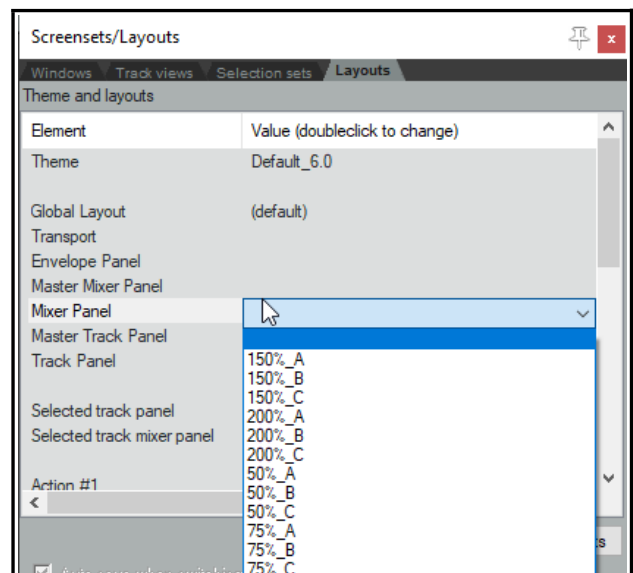 Screensets/Layouts
x
Windows Track views Selection sets Layouts
Theme and layouts
Element Value (doubleclick to change)
Theme Default_6.0
Global Layout (default)
Transport
Envelope Panel
Master Mixer Panel
Mixer Panel
Master Track Panel
Track Panel
150%_A
150%_B
150%_C
Selected track panel
200%_A
Selected track mixer panel
200%_B
200%_C
Action #1
50%_A
50%_B
50%_C
75%_A
75%_B
75%_C